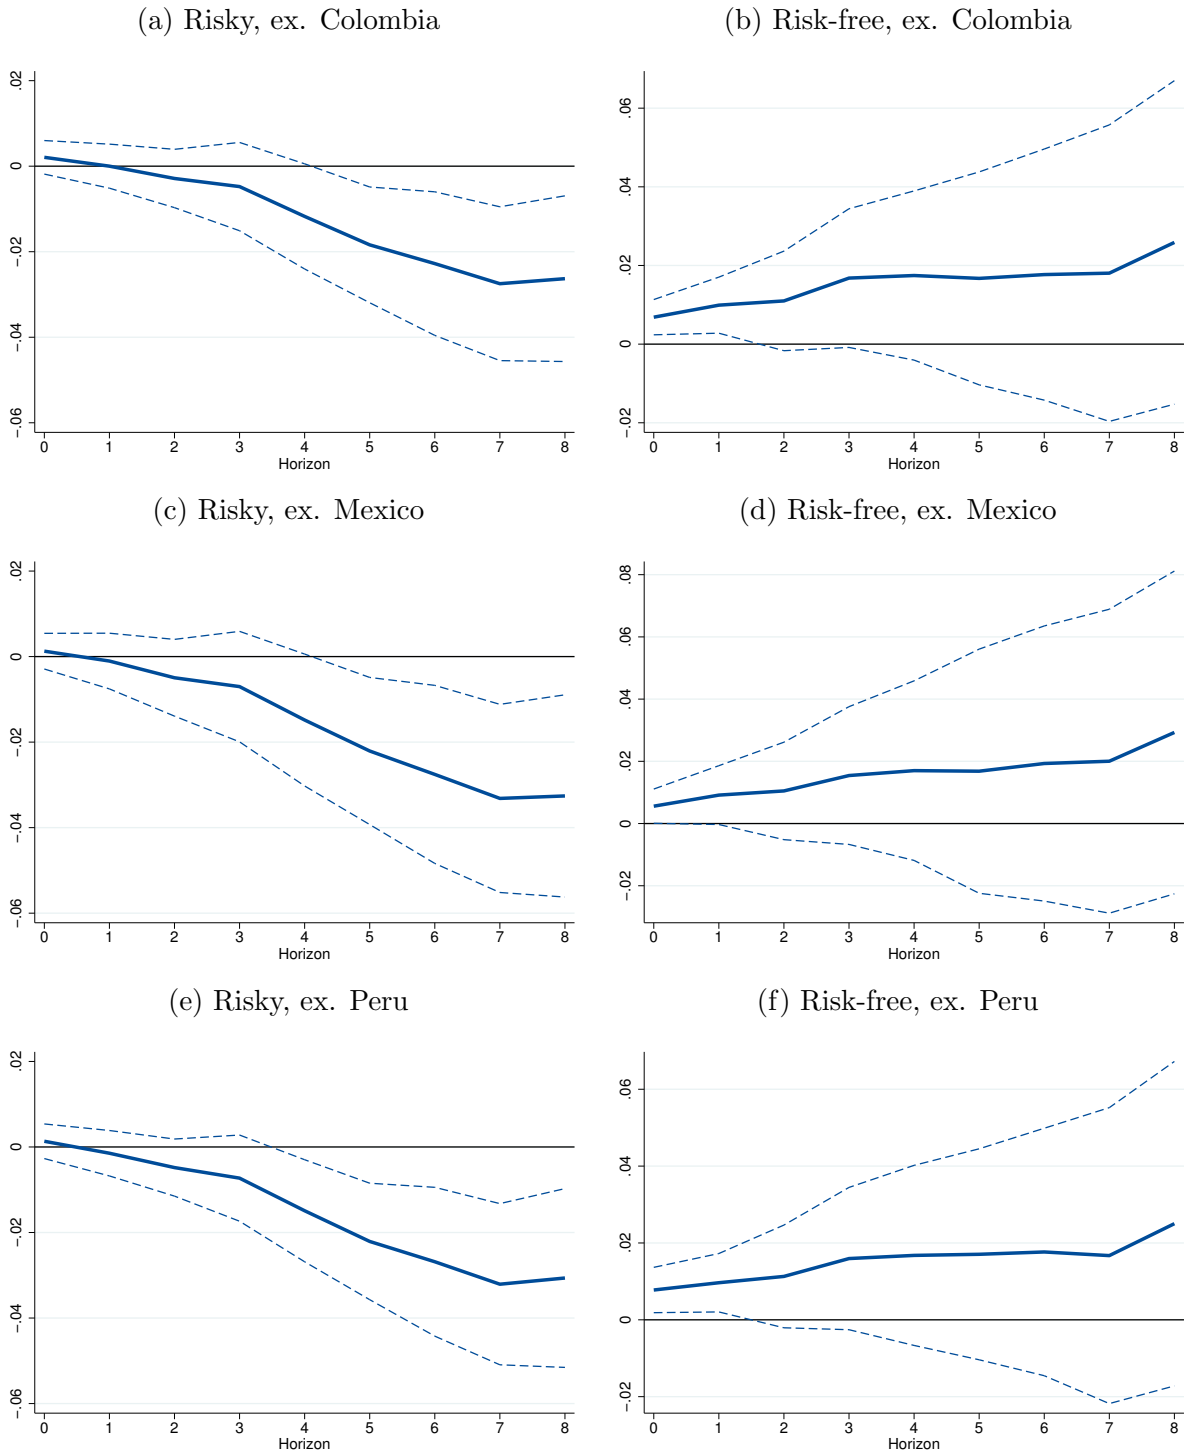 (a) Risky, ex. Colombia
.02
0
-.02
-.04
-.06
0 1 2 3 4 5 6 7 8
Horizon
(b) Risk-free, ex. Colombia
.06
.04
.02
0
-.02
0 1 2 3 4 5 6 7 8
Horizon
(c) Risky, ex. Mexico
.02
0
-.02
-.04
-.06
0 1 2 3 4 5 6 7 8
Horizon
(d) Risk-free, ex. Mexico
.08
.06
.04
.02
0
-.02
0 1 2 3 4 5 6 7 8
Horizon
(e) Risky, ex. Peru
.02
0
-.02
-.04
-.06
0 1 2 3 4 5 6 7 8
Horizon
(f) Risk-free, ex. Peru
.06
.04
.02
0
-.02
0 1 2 3 4 5 6 7 8
Horizon